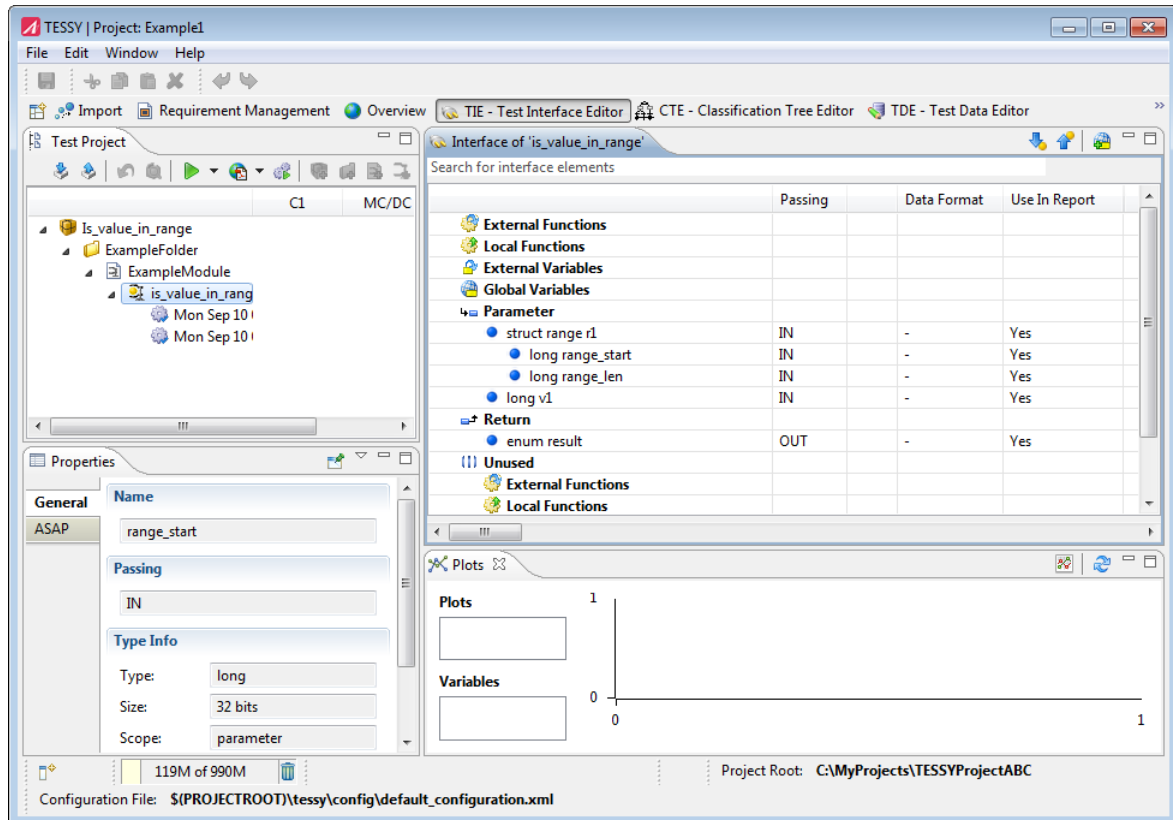 TESSY | Project: Example1
File Edit Window Help
Import Requirement Management Overview TIE - Test Interface Editor CTE - Classification Tree Editor TDE - Test Data Editor »
Test Project
C1 MC/DC
Is_value_in_range
ExampleFolder
ExampleModule
is_value_in_rang
Mon Sep 10
Mon Sep 10
Interface of 'is_value_in_range'
Search for interface elements
Passing Data Format Use In Report
External Functions
Local Functions
External Variables
Global Variables
Parameter
struct range r1 IN - Yes
long range_start IN - Yes
long range_len IN - Yes
long v1 IN - Yes
Return
enum result OUT - Yes
Unused
External Functions
Local Functions
Properties
General
ASAP
Name
range_start
Passing
IN
Type Info
Type: long
Size: 32 bits
Scope: parameter
Plots
Plots
Variables
1
0
0 1
119M of 990M
Project Root: C:\MyProjects\TESSYProjectABC
Configuration File: $(PROJECTROOT)\tessy\config\default_configuration.xml